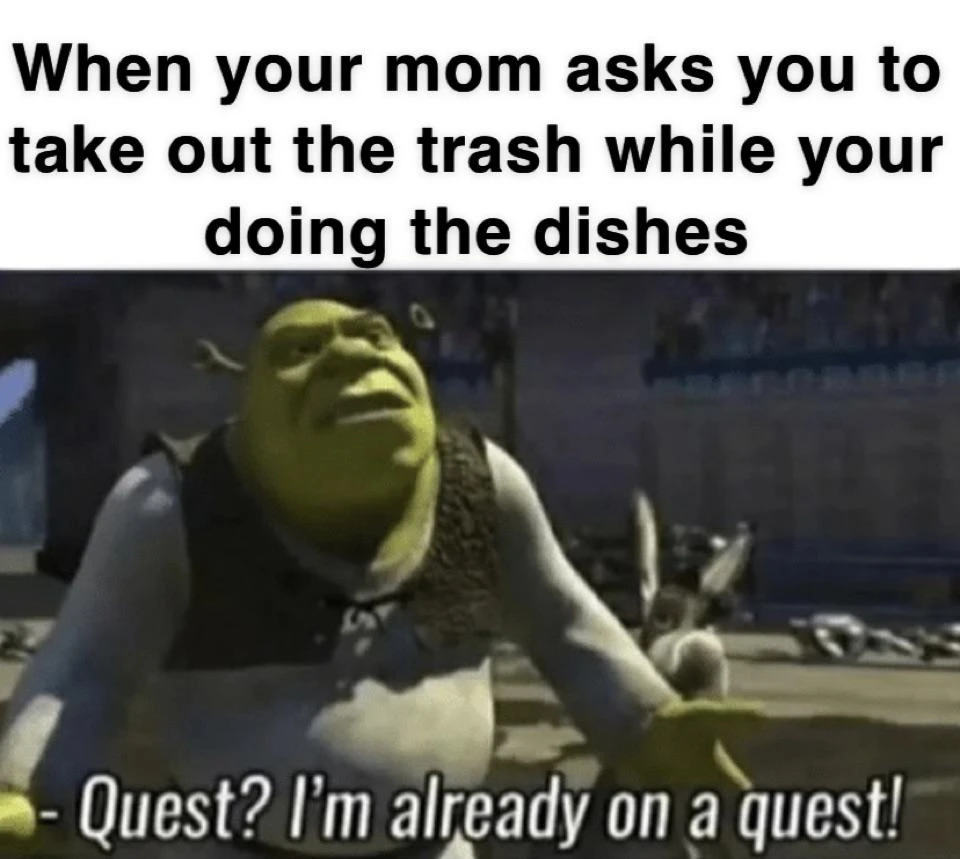 When your mom asks you to
take out the trash while your
doing the dishes
- Quest? I'm already on a quest!